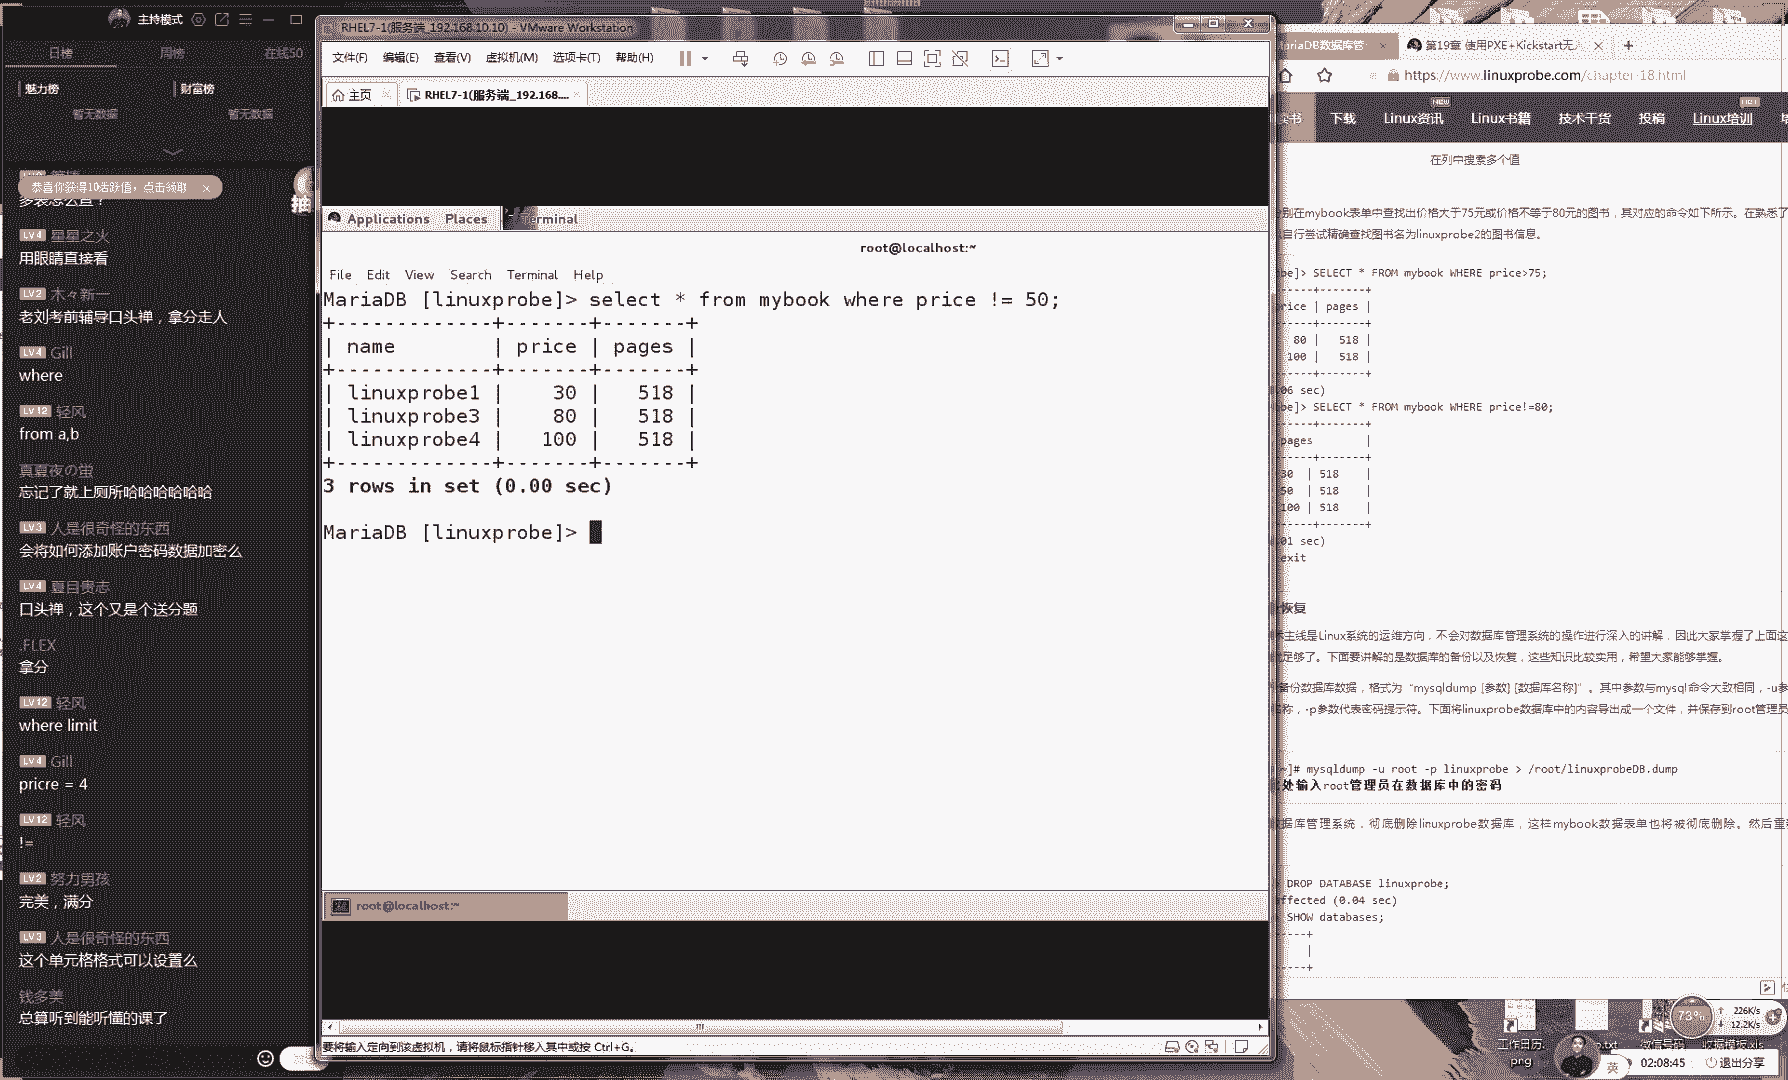 主持模式
日榜
周榜
在线50
魅力榜
财富榜
暂无数据
暂无数据
恭喜你获得10活跃值，点击领取 ×
抽
LV4 星星之火
用眼睛直接看
LV2 木々新一
老刘考前辅导口头禅，拿分走人
LV4 Gill
where
LV12 轻风
from a,b
真夏夜の蛍
忘记了就上厕所哈哈哈哈哈哈
LV3 人是很奇怪的东西
会将如何添加账户密码数据加密么
LV4 夏目贵志
口头禅，这个又是个送分题
.FLEX
拿分
LV12 轻风
where limit
LV4 Gill
pricre = 4
LV12 轻风
!=
LV2 努力男孩
完美，满分
LV3 人是很奇怪的东西
这个单元格格式可以设置么
钱多美
总算听到能听懂的课了
RHEL7-1(服务端_192.168.10.10) - VMware Workstation
文件(F) 编辑(E) 查看(V) 虚拟机(M) 选项卡(T) 帮助(H)
主页 RHEL7-1(服务端_192.168....
Applications Places Terminal
root@localhost:~
File Edit View Search Terminal Help
MariaDB [linuxprobe]> select * from mybook where price != 50;
+-------------+-------+-------+
| name | price | pages |
+-------------+-------+-------+
| linuxprobe1 | 30 | 518 |
| linuxprobe3 | 80 | 518 |
| linuxprobe4 | 100 | 518 |
+-------------+-------+-------+
3 rows in set (0.00 sec)
MariaDB [linuxprobe]>
root@localhost:~
要将输入定向到该虚拟机，请将鼠标指针移入其中或按 Ctrl+G。
MariaDB数据库管 ×
第19章 使用PXE+Kickstart无 ×
https://www.linuxprobe.com/chapter-18.html
下载 Linux资讯 Linux书籍 技术干货 投稿 Linux培训
NEW
在列中搜索多个值
别在mybook表单中查找出价格大于75元或价格不等于80元的图书，其对应的命令如下所示。在熟悉了
自行尝试精确查找图书名为linuxprobe2的图书信息。
be]> SELECT * FROM mybook WHERE price>75;
-----+-------+
rice | pages |
-----+-------+
80 | 518 |
100 | 518 |
-----+-------+
06 sec)
be]> SELECT * FROM mybook WHERE price!=80;
-----+-------+
pages |
-----+-------+
30 | 518 |
50 | 518 |
100 | 518 |
-----+-------+
01 sec)
exit
恢复
主线是Linux系统的运维方向，不会对数据库管理系统的操作进行深入的讲解，因此大家掌握了上面这
足够了。下面要讲解的是数据库的备份以及恢复，这些知识比较实用，希望大家能够掌握。
备份数据库数据，格式为“mysqldump [参数] [数据库名称]”。其中参数与mysql命令大致相同，-u参
称，-p参数代表密码提示符。下面将linuxprobe数据库中的内容导出成一个文件，并保存到root管理员
~]# mysqldump -u root -p linuxprobe > /root/linuxprobeDB.dump
处输入root管理员在数据库中的密码
据库管理系统，彻底删除linuxprobe数据库，这样mybook数据表单也将被彻底删除。然后重
DROP DATABASE linuxprobe;
affected (0.04 sec)
SHOW databases;
----+
|
----+
73%
226K/s
12.2K/s
工作日历.
png
英
02:08:45
退出分享